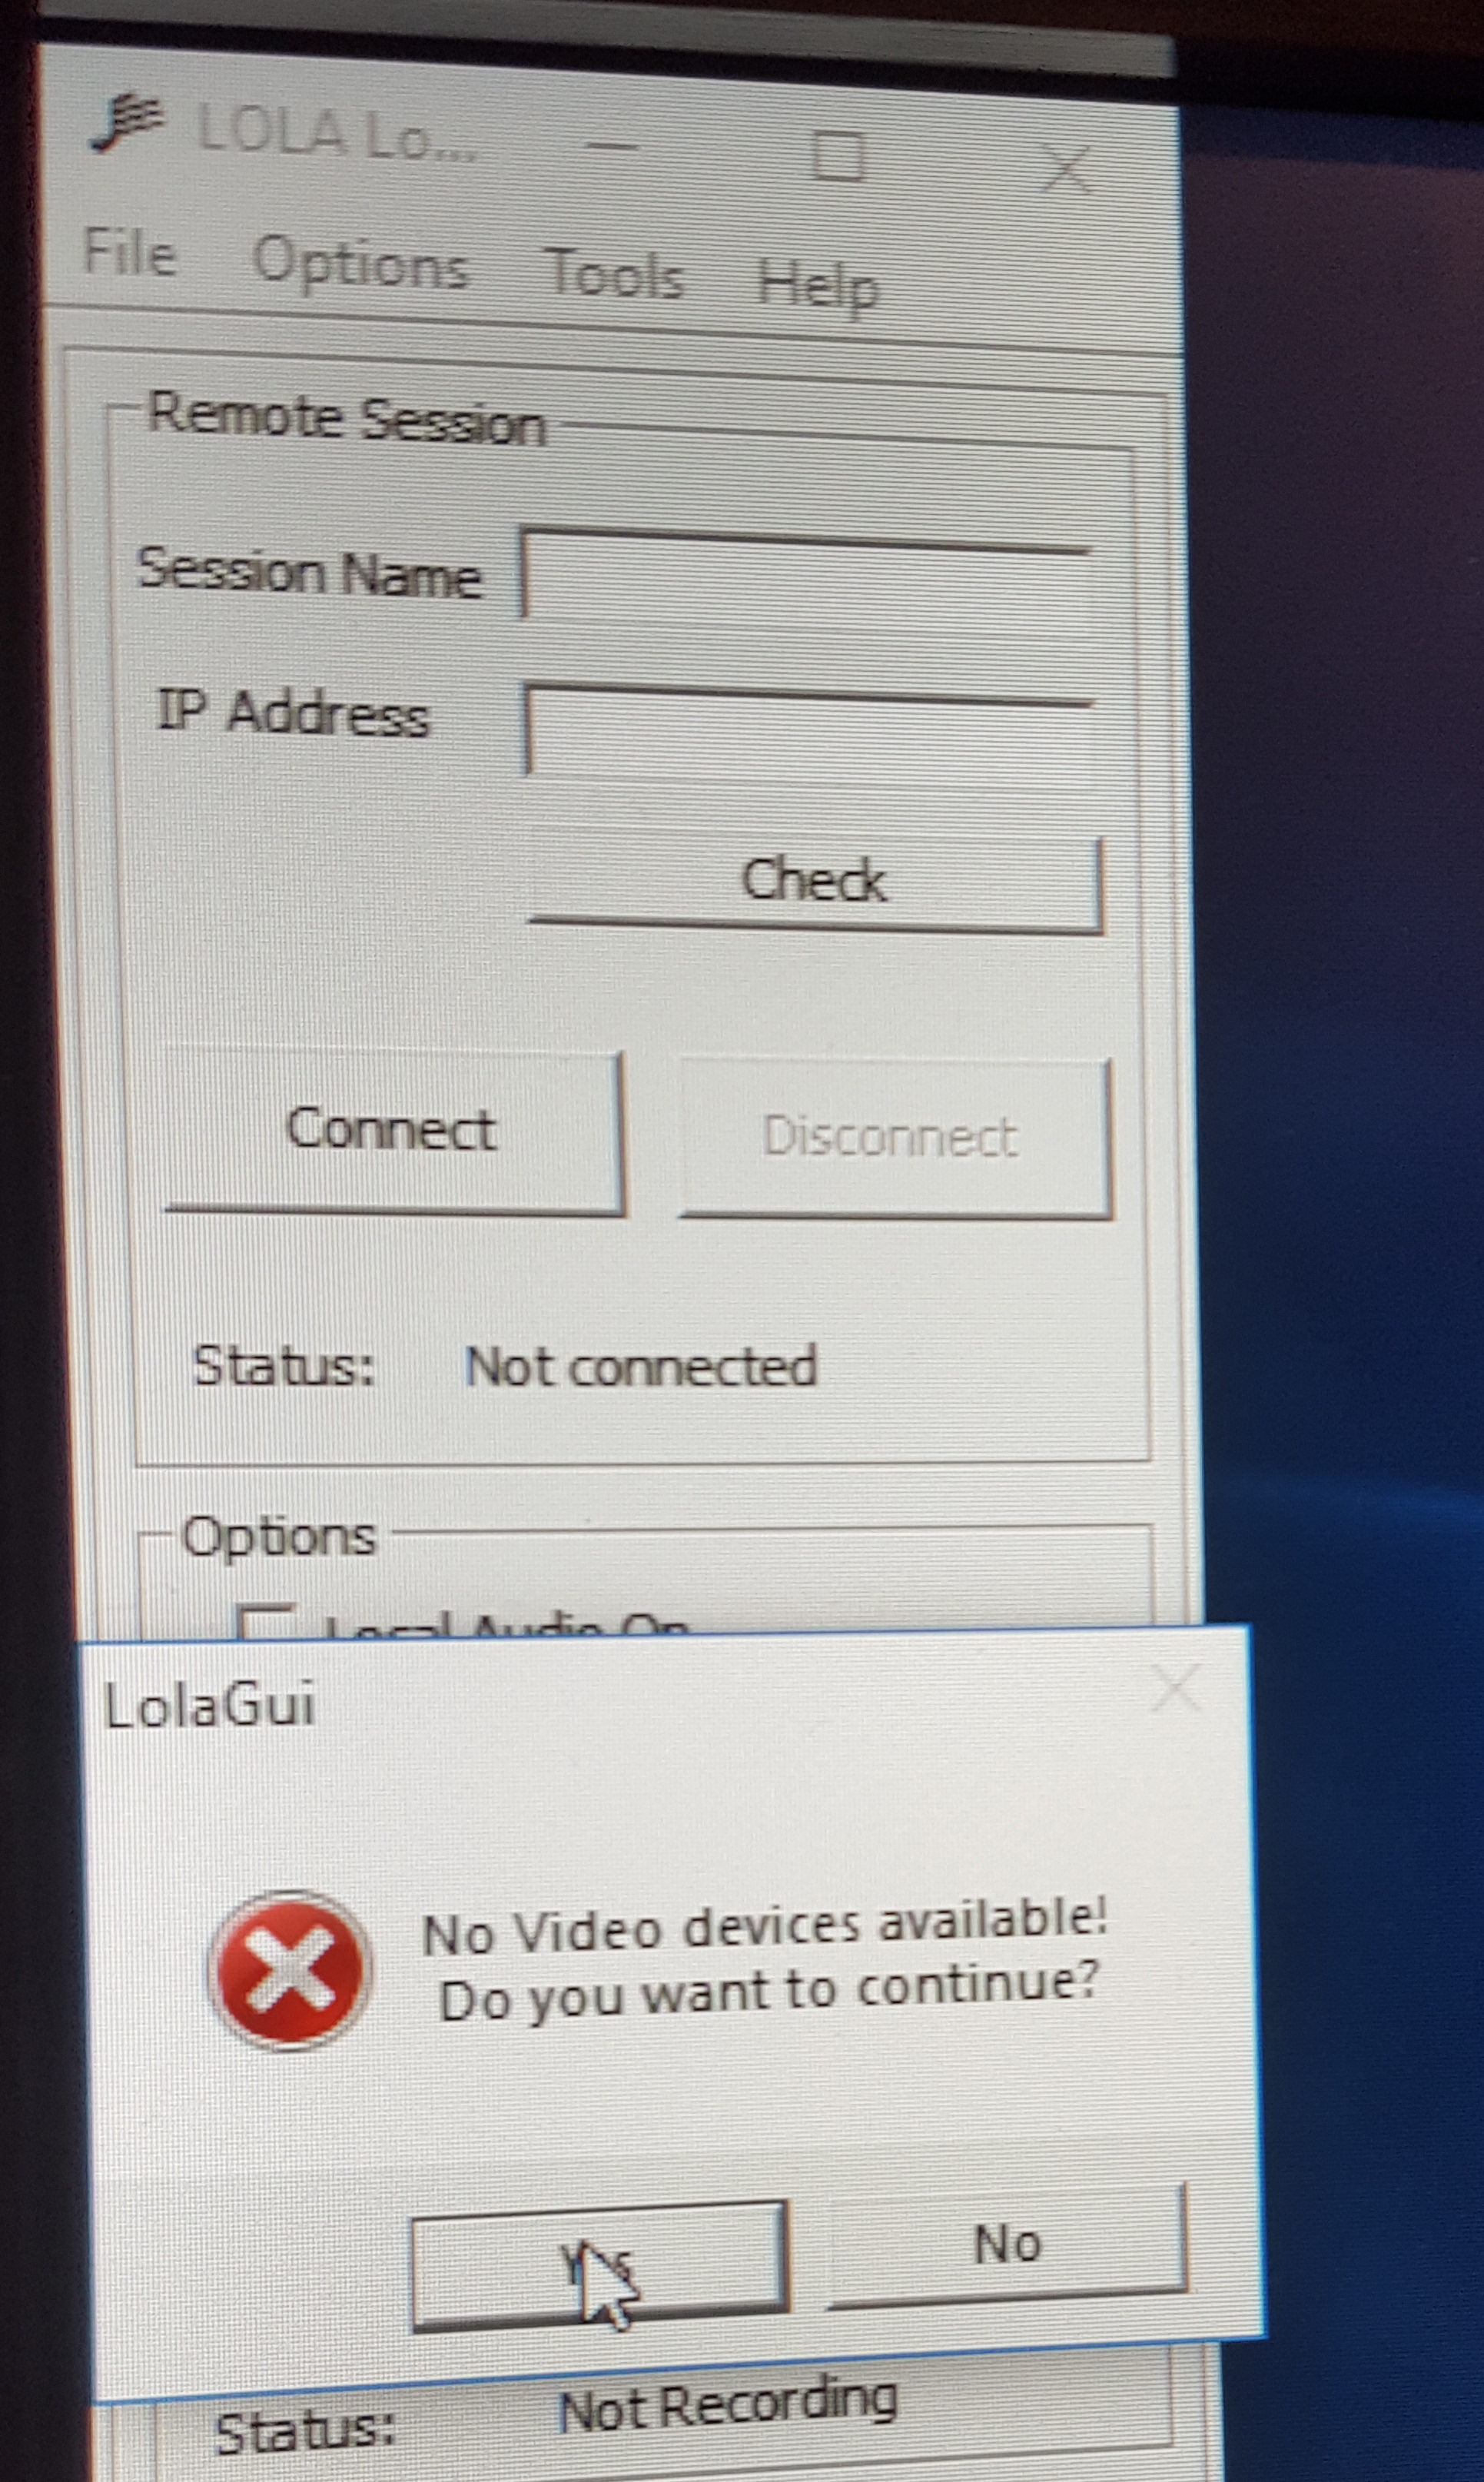 LOLA Lo...
File Options Tools Help
Remote Session
Session Name
IP Address
Check
Connect Disconnect
Status: Not connected
Options
Local Audio On
LolaGui
No Video devices available!
Do you want to continue?
Yes No
Status: Not Recording